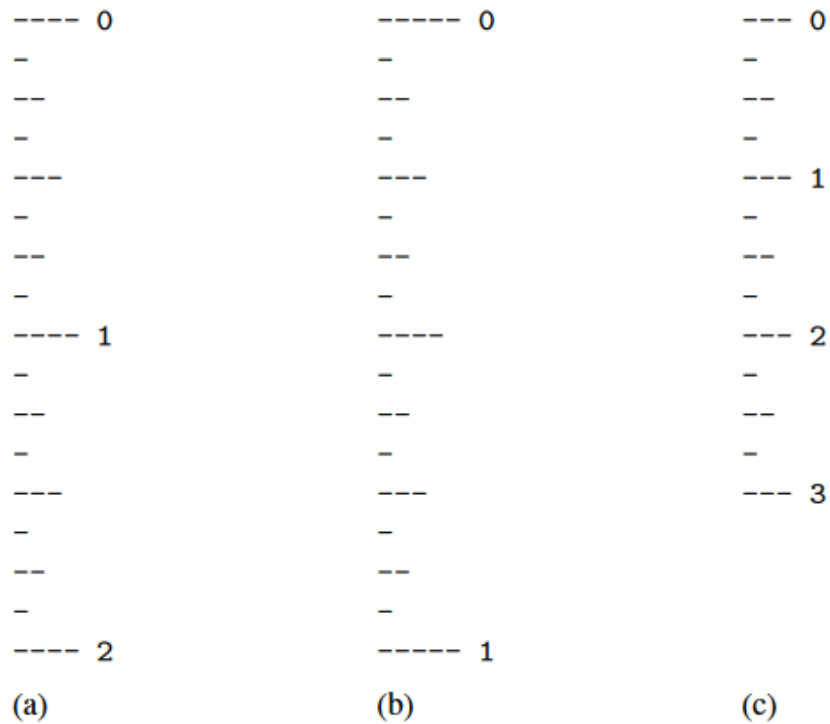 ---- 0 ----- 0 --- 0
- - -
-- -- --
- - -
--- --- --- 1
- - -
-- -- --
- - -
---- 1 ---- --- 2
- - -
-- -- --
- - -
--- --- --- 3
- -
-- --
- -
---- 2 ----- 1
(a) (b) (c)